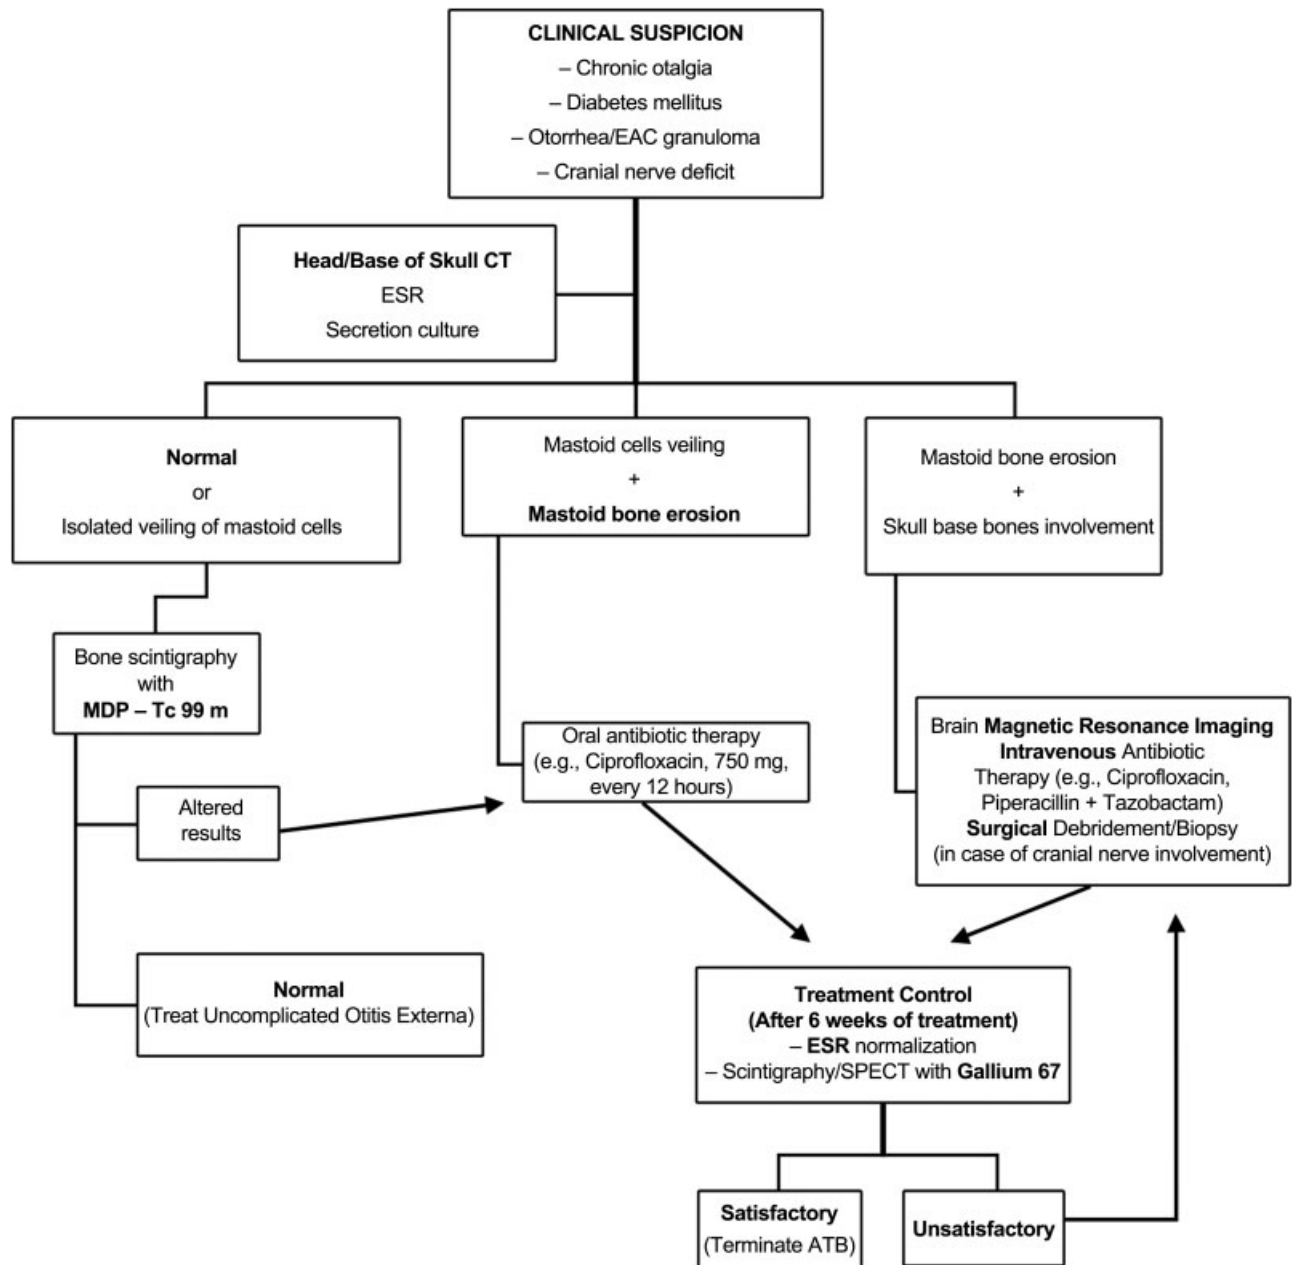 CLINICAL SUSPICION
– Chronic otalgia
– Diabetes mellitus
– Otorrhea/EAC granuloma
– Cranial nerve deficit
Head/Base of Skull CT
ESR
Secretion culture
Normal
or
Isolated veiling of mastoid cells
Mastoid cells veiling
+
Mastoid bone erosion
Mastoid bone erosion
+
Skull base bones involvement
Bone scintigraphy
with
MDP – Tc 99 m
Altered
results
Normal
(Treat Uncomplicated Otitis Externa)
Oral antibiotic therapy
(e.g., Ciprofloxacin, 750 mg,
every 12 hours)
Brain Magnetic Resonance Imaging
Intravenous Antibiotic
Therapy (e.g., Ciprofloxacin,
Piperacillin + Tazobactam)
Surgical Debridement/Biopsy
(in case of cranial nerve involvement)
Treatment Control
(After 6 weeks of treatment)
– ESR normalization
– Scintigraphy/SPECT with Gallium 67
Satisfactory
(Terminate ATB)
Unsatisfactory